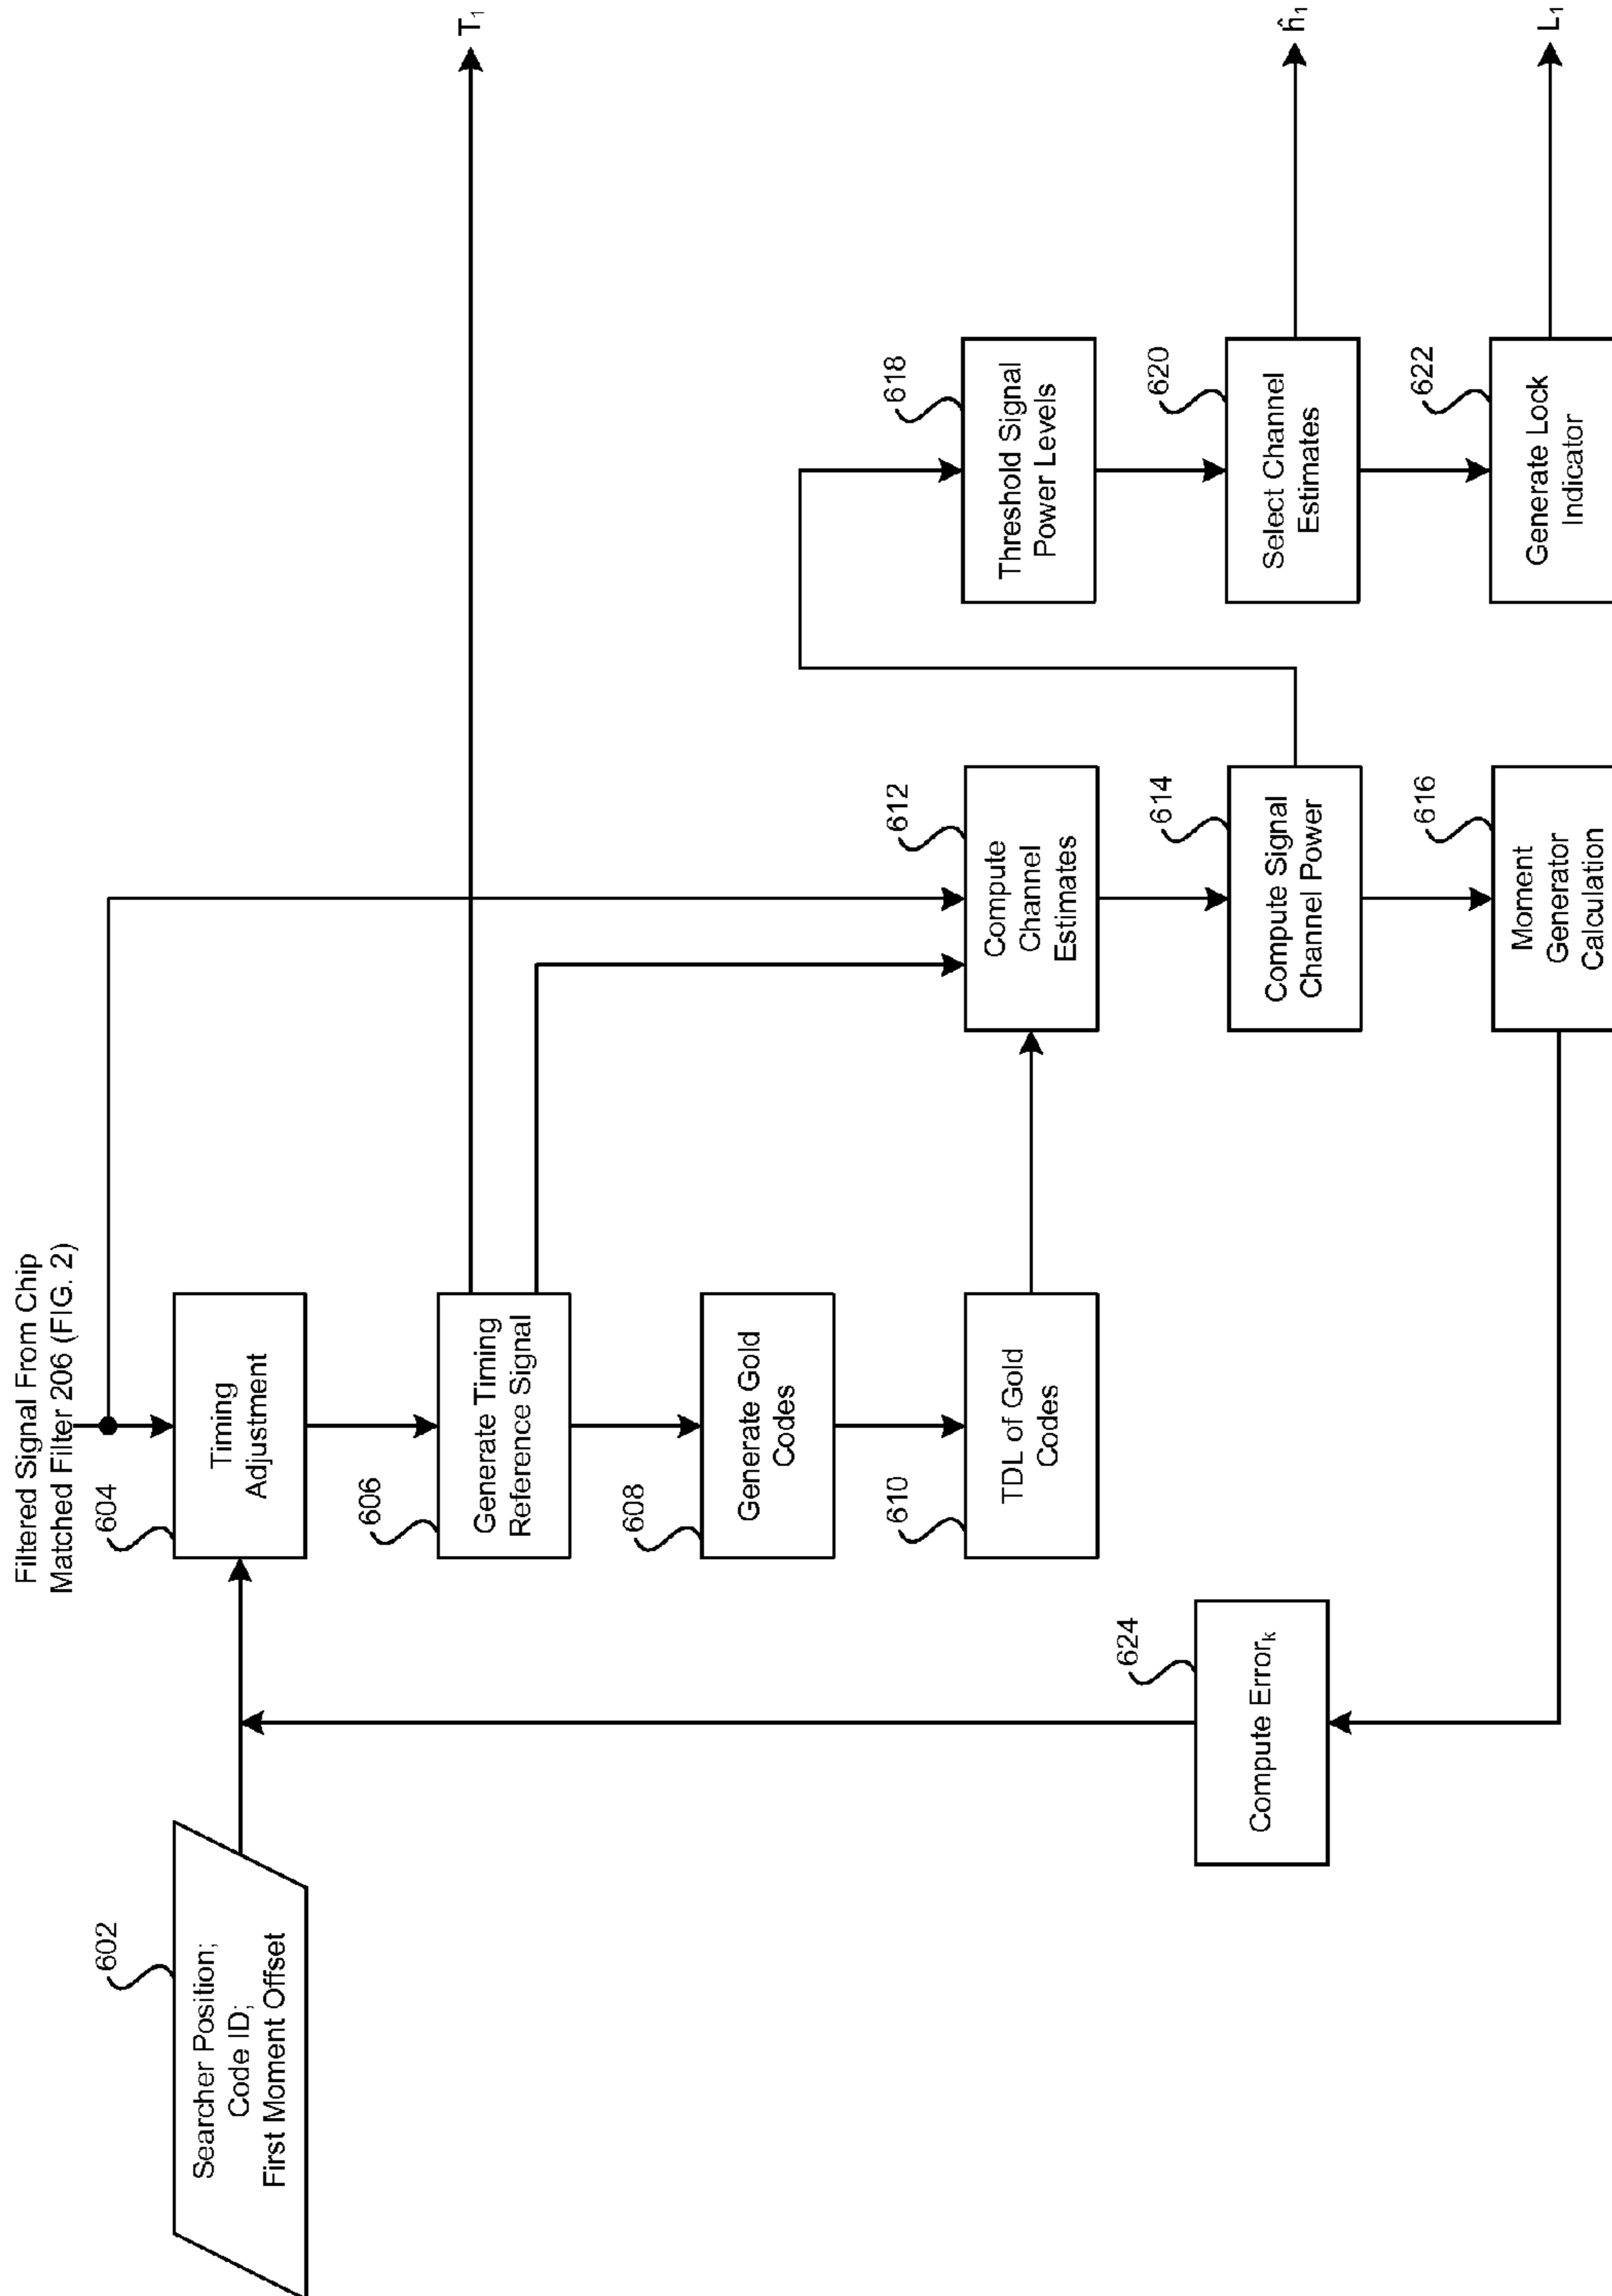 Filtered Signal From Chip
Matched Filter 206 (FIG. 2)
602
Searcher Position;
Code ID;
First Moment Offset
604
Timing
Adjustment
606
Generate Timing
Reference Signal
T₁
608
Generate Gold
Codes
610
TDL of Gold
Codes
612
Compute
Channel
Estimates
614
Compute Signal
Channel Power
616
Moment
Generator
Calculation
618
Threshold Signal
Power Levels
620
Select Channel
Estimates
ĥ₁
622
Generate Lock
Indicator
L₁
624
Compute Errorₖ